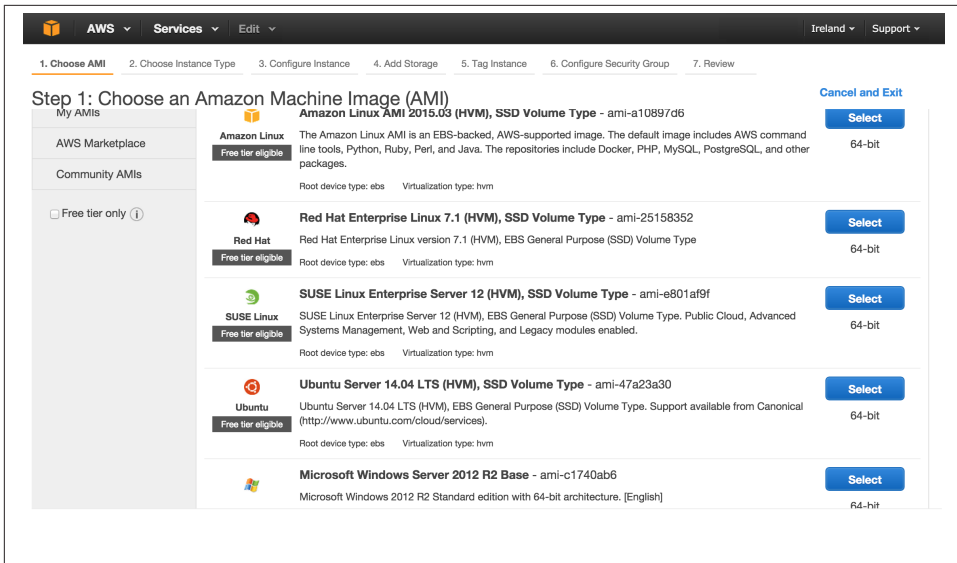 AWS Services Edit Ireland Support
1. Choose AMI 2. Choose Instance Type 3. Configure Instance 4. Add Storage 5. Tag Instance 6. Configure Security Group 7. Review
Step 1: Choose an Amazon Machine Image (AMI)
Cancel and Exit
My AMIs
AWS Marketplace
Community AMIs
Free tier only
Amazon Linux
Free tier eligible
Amazon Linux AMI 2015.03 (HVM), SSD Volume Type - ami-a10897d6
The Amazon Linux AMI is an EBS-backed, AWS-supported image. The default image includes AWS command
line tools, Python, Ruby, Perl, and Java. The repositories include Docker, PHP, MySQL, PostgreSQL, and other
packages.
Root device type: ebs Virtualization type: hvm
Select
64-bit
Red Hat
Free tier eligible
Red Hat Enterprise Linux 7.1 (HVM), SSD Volume Type - ami-25158352
Red Hat Enterprise Linux version 7.1 (HVM), EBS General Purpose (SSD) Volume Type
Root device type: ebs Virtualization type: hvm
Select
64-bit
SUSE Linux
Free tier eligible
SUSE Linux Enterprise Server 12 (HVM), SSD Volume Type - ami-e801af9f
SUSE Linux Enterprise Server 12 (HVM), EBS General Purpose (SSD) Volume Type. Public Cloud, Advanced
Systems Management, Web and Scripting, and Legacy modules enabled.
Root device type: ebs Virtualization type: hvm
Select
64-bit
Ubuntu
Free tier eligible
Ubuntu Server 14.04 LTS (HVM), SSD Volume Type - ami-47a23a30
Ubuntu Server 14.04 LTS (HVM), EBS General Purpose (SSD) Volume Type. Support available from Canonical
(http://www.ubuntu.com/cloud/services).
Root device type: ebs Virtualization type: hvm
Select
64-bit
Microsoft Windows Server 2012 R2 Base - ami-c1740ab6
Microsoft Windows 2012 R2 Standard edition with 64-bit architecture. [English]
Select
64-bit